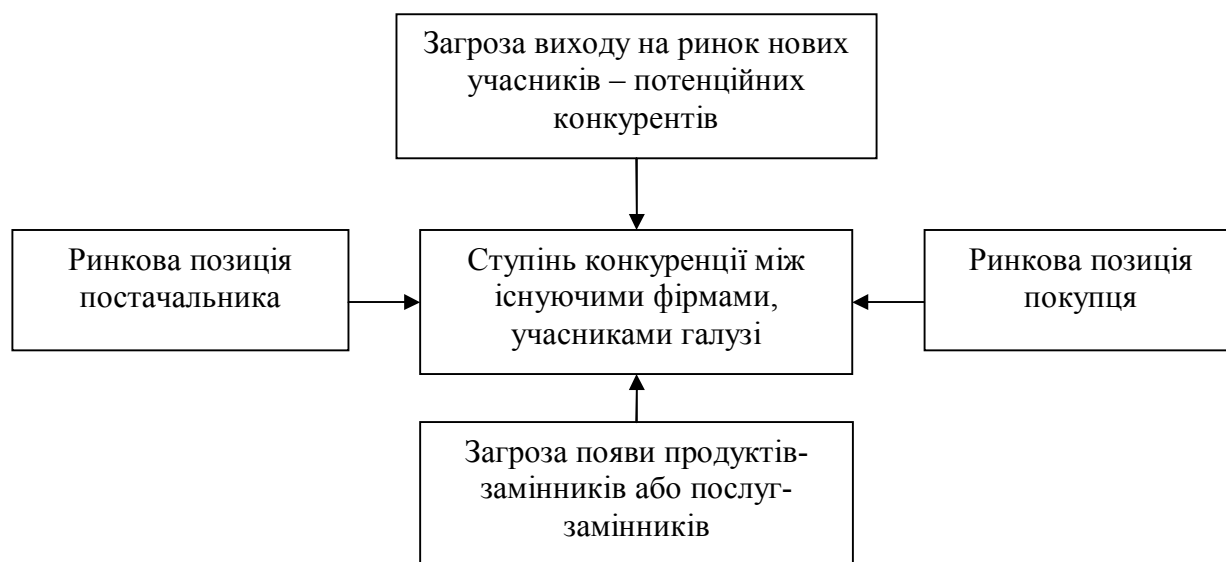 Загроза виходу на ринок нових
учасників – потенційних
конкурентів
Ринкова позиція
постачальника
Ступінь конкуренції між
існуючими фірмами,
учасниками галузі
Ринкова позиція
покупця
Загроза появи продуктів-
замінників або послуг-
замінників